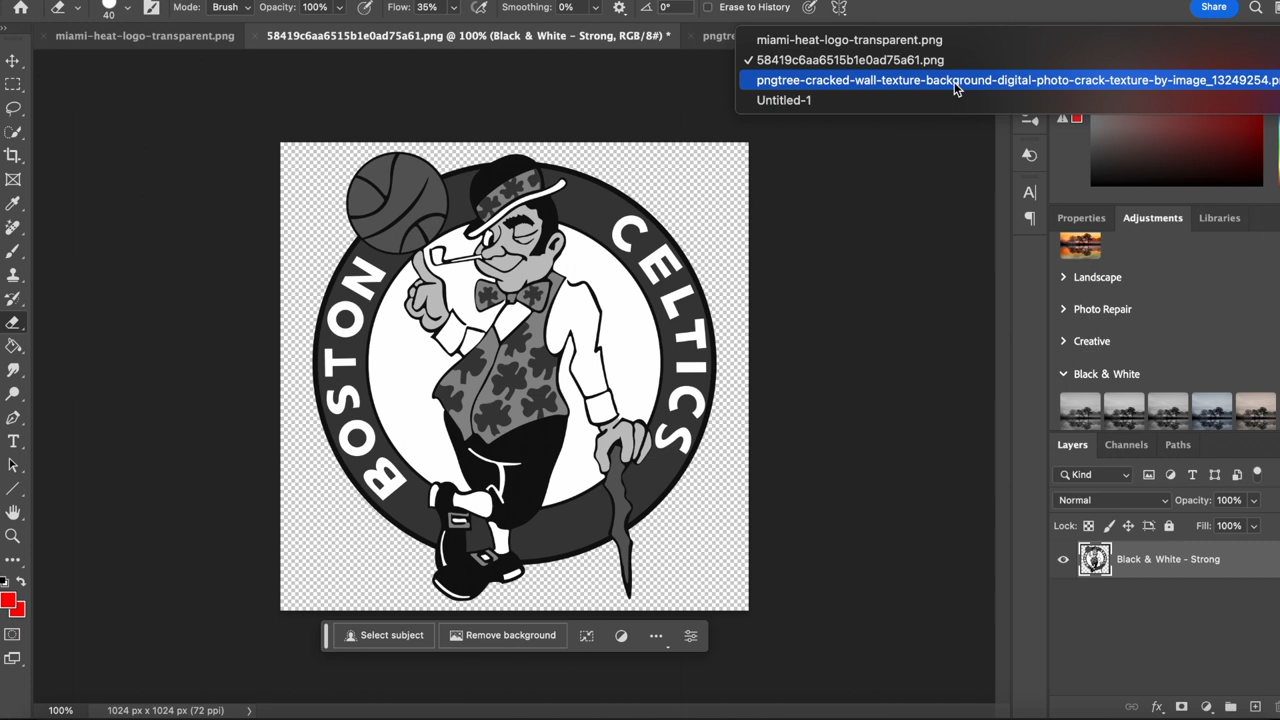 40
Mode: Brush Opacity: 100% Flow: 35% Smoothing: 0% 0° Erase to History Share
miami-heat-logo-transparent.png
58419c6aa6515b1e0ad75a61.png @ 100% (Black & White - Strong, RGB/8#) *
pngtre
miami-heat-logo-transparent.png
58419c6aa6515b1e0ad75a61.png
pngtree-cracked-wall-texture-background-digital-photo-crack-texture-by-image_13249254.p
Untitled-1
BOSTON
CELTICS
Properties Adjustments Libraries
Landscape
Photo Repair
Creative
Black & White
Layers Channels Paths
Kind
Normal Opacity: 100%
Lock: Fill: 100%
Black & White - Strong
Select subject Remove background
100% 1024 px x 1024 px (72 ppi)